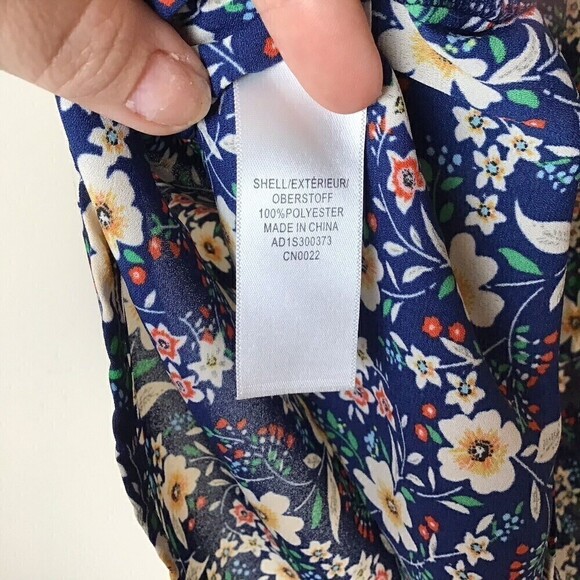 SHELL/EXTÉRIEUR/
OBERSTOFF
100%POLYESTER
MADE IN CHINA
AD1S300373
CN0022